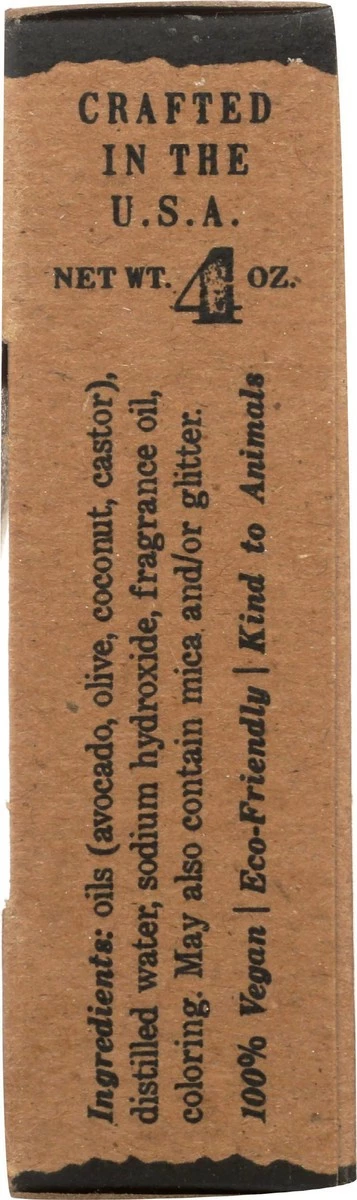 CRAFTED
IN THE
U.S.A.
NET WT. 4 OZ.
Ingredients: oils (avocado, olive, coconut, castor),
distilled water, sodium hydroxide, fragrance oil,
coloring. May also contain mica and/or glitter.
100% Vegan | Eco-Friendly | Kind to Animals